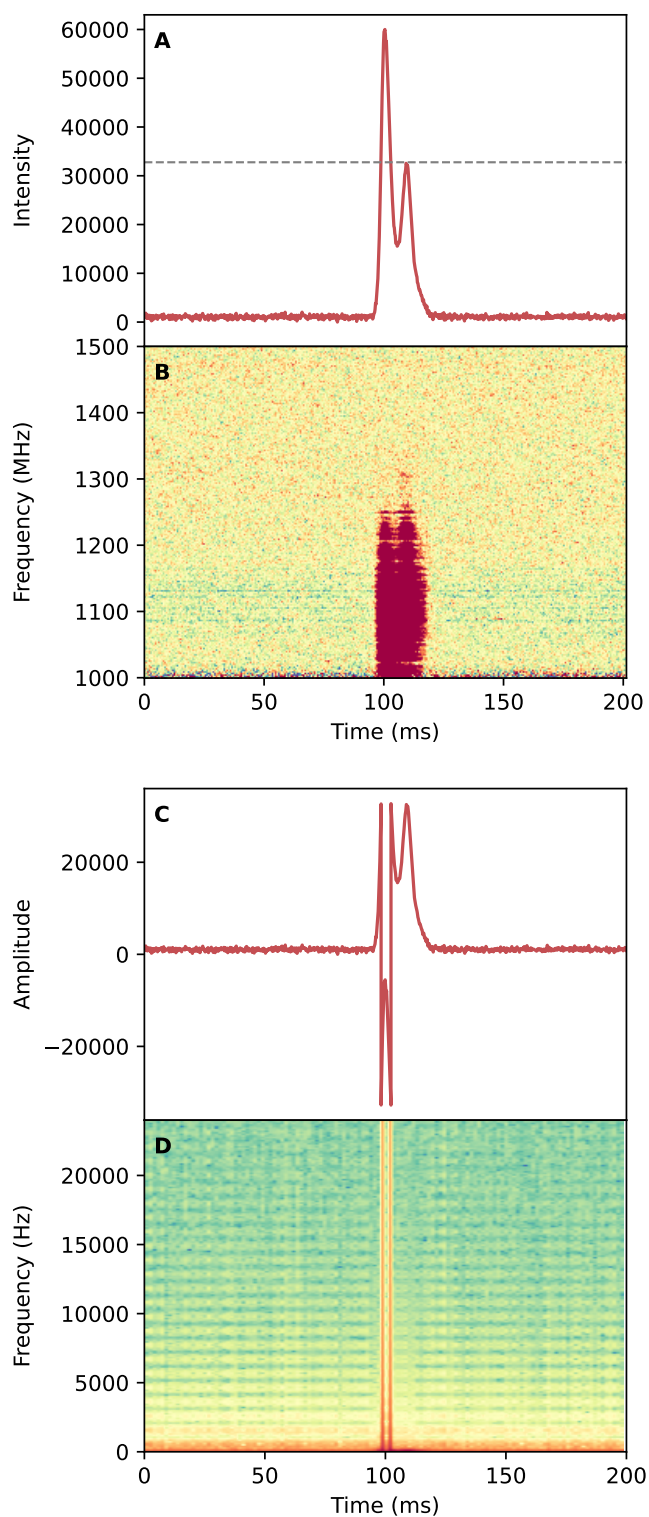 A
60000
50000
40000
30000
20000
10000
0
Intensity
B
1500
1400
1300
1200
1100
1000
Frequency (MHz)
0 50 100 150 200
Time (ms)
C
20000
0
−20000
Amplitude
D
20000
15000
10000
5000
0
Frequency (Hz)
0 50 100 150 200
Time (ms)